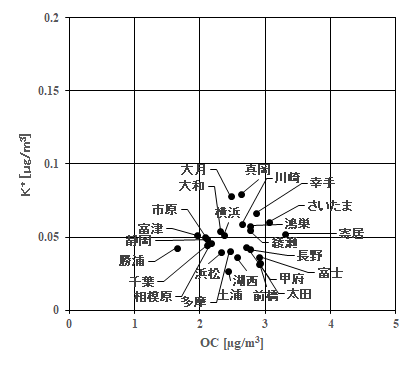 0.2
0.15
0.1
0.05
0
0
1
2
3
4
5
K⁺ [μg/m³]
OC [μg/m³]
大月
真岡
川崎
大和
幸手
横浜
さいたま
市原
富津
鴻巣
静岡
寄居
綾瀬
勝浦
長野
千葉
浜松
富士
湖西
甲府
相模原
多摩
土浦
前橋
太田